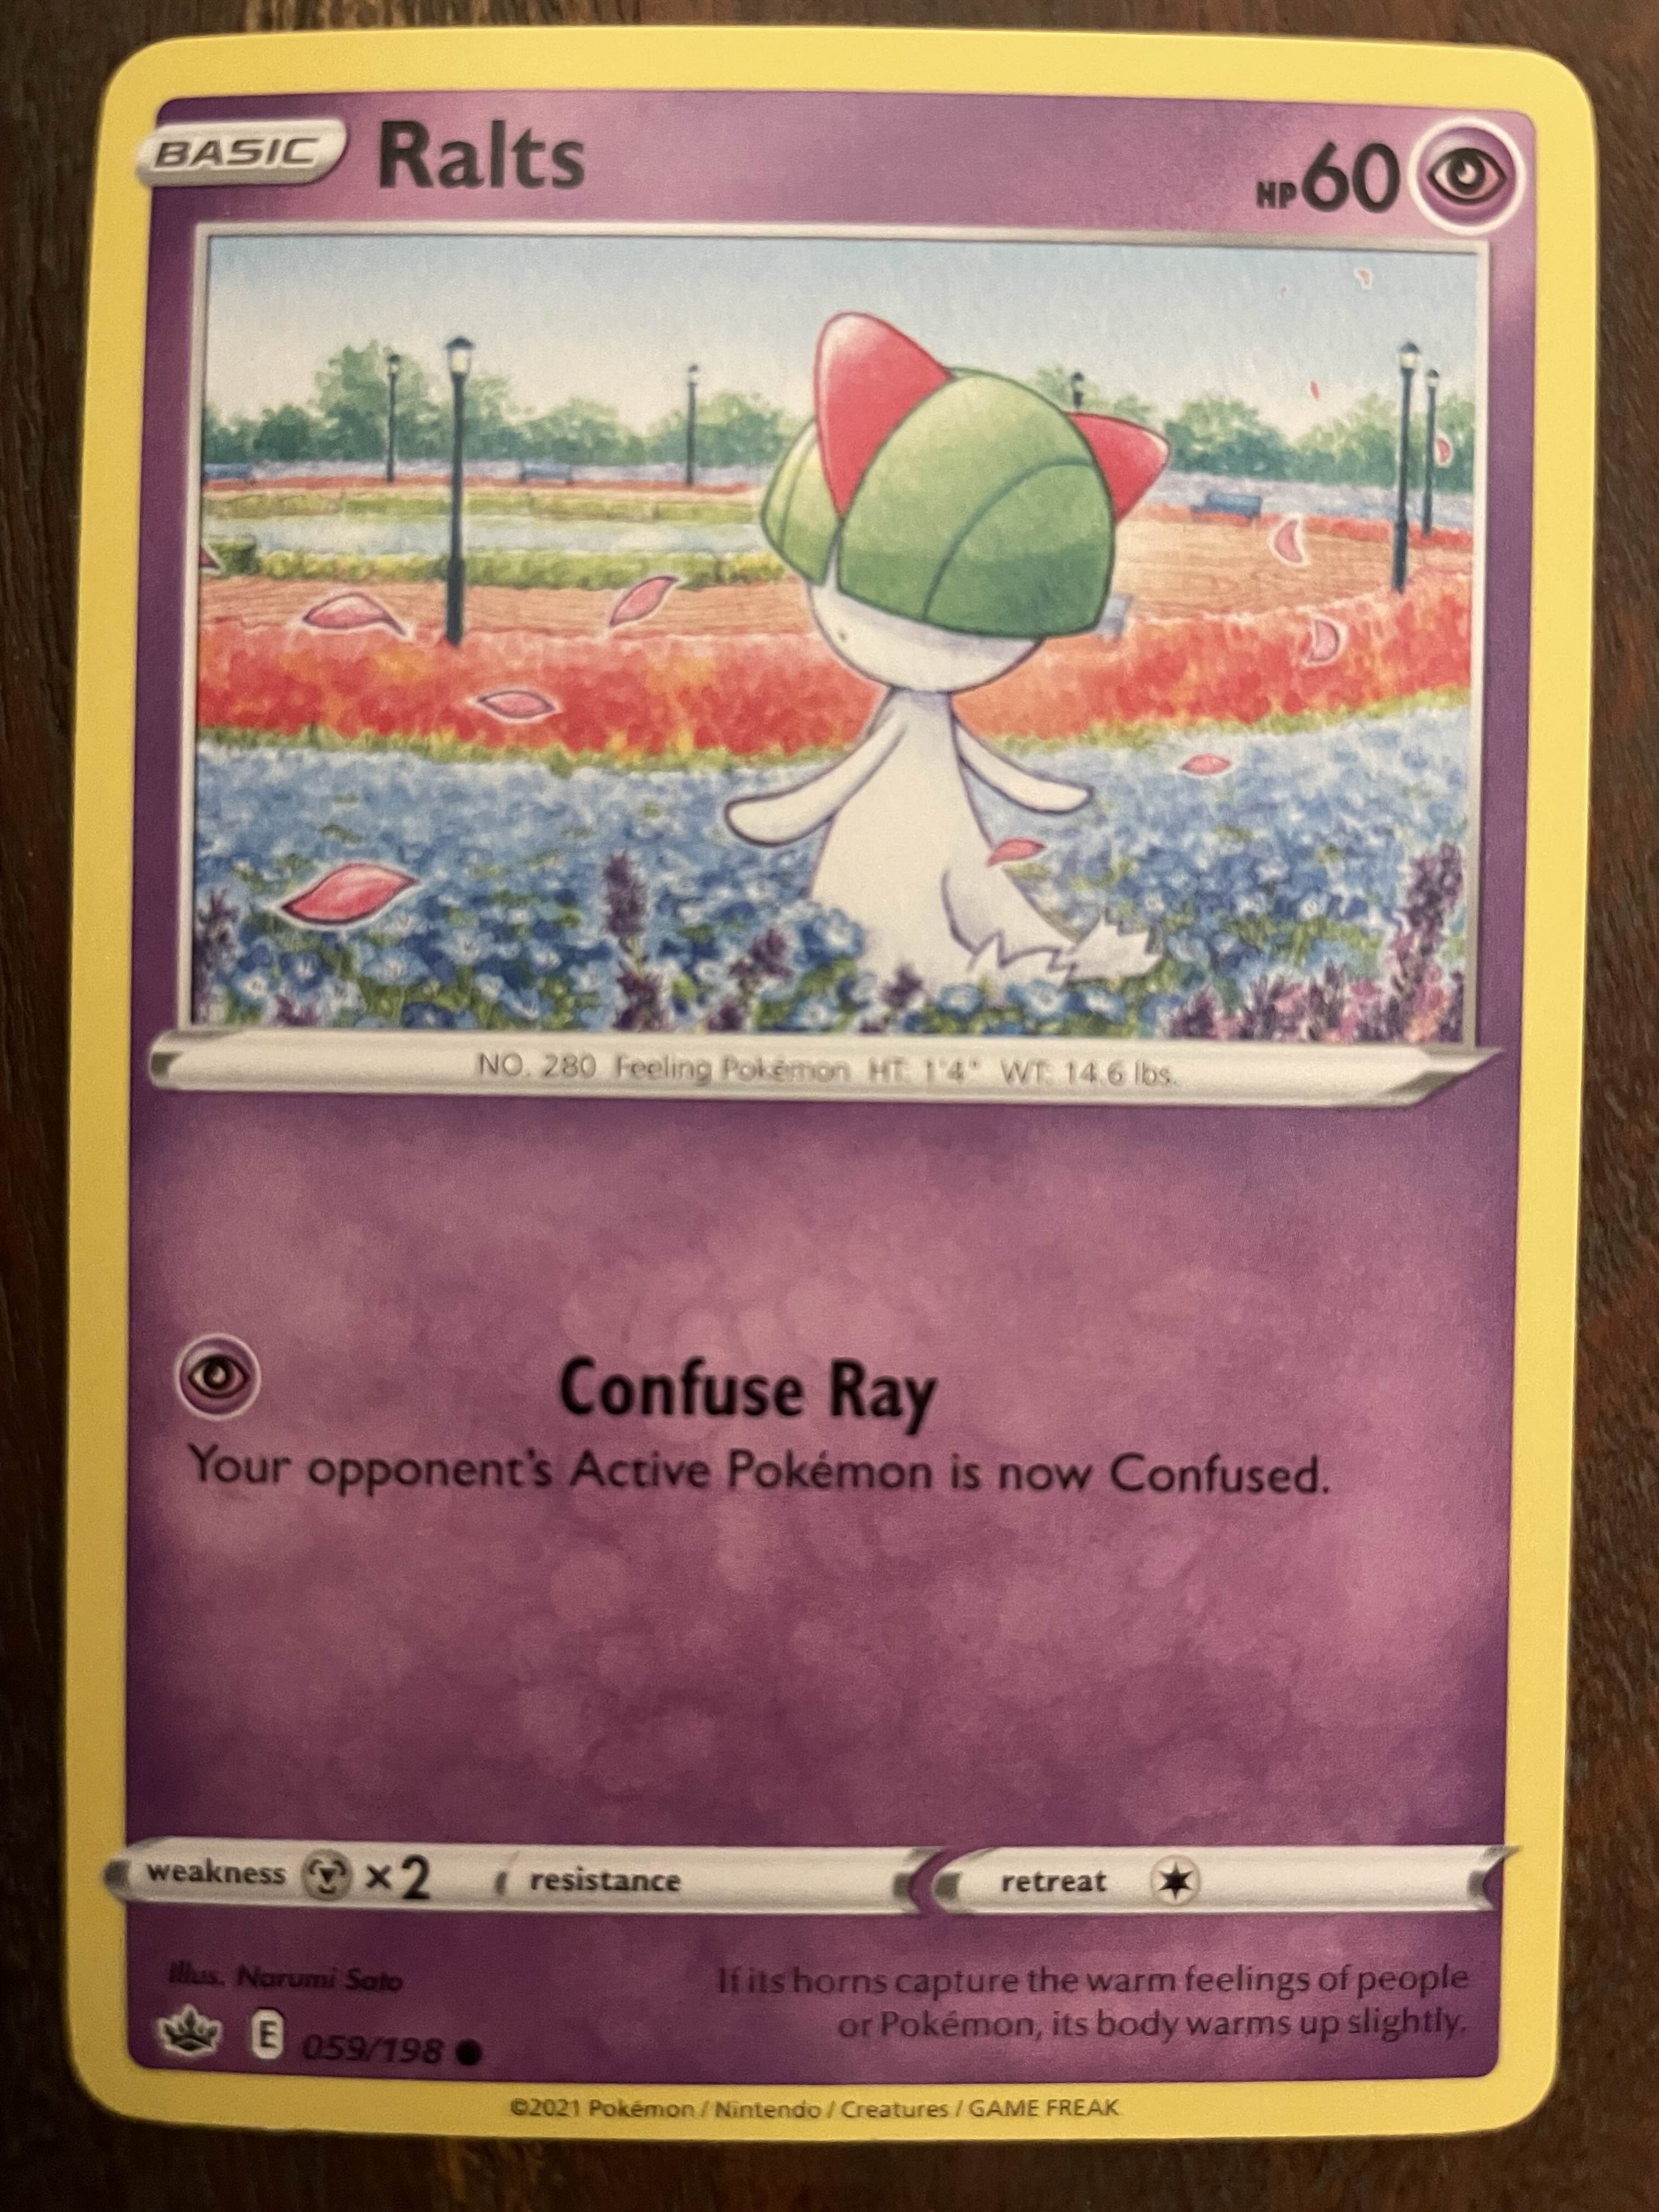 BASIC Ralts HP 60
NO. 280 Feeling Pokémon HT: 1'4" WT: 14.6 lbs.
Confuse Ray
Your opponent's Active Pokémon is now Confused.
weakness ×2 resistance retreat
Illus. Narumi Sato
If its horns capture the warm feelings of people
or Pokémon, its body warms up slightly.
E 059/198
©2021 Pokémon / Nintendo / Creatures / GAME FREAK